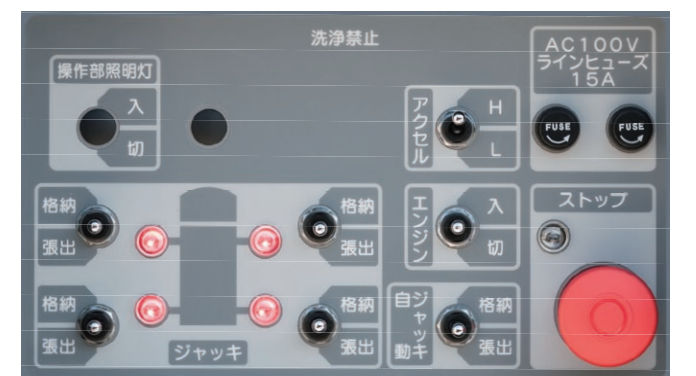 洗浄禁止
操作部照明灯
入
切
アクセル
H
L
AC100V
ラインヒューズ
15A
FUSE
FUSE
格納
張出
格納
張出
格納
張出
格納
張出
ジャッキ
エンジン
入
切
自動
ジャッキ
格納
張出
ストップ